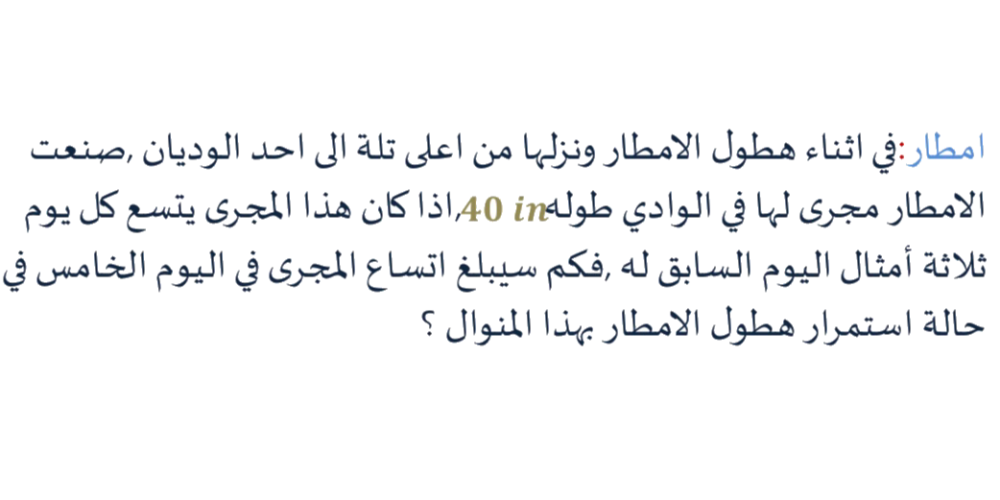 امطار:في اثناء هطول الامطار ونزلها من اعلى تلة الى احد الوديان ,صنعت
الامطار مجرى لها في الوادي طوله40 in,اذا كان هذا المجرى يتسع كل يوم
ثلاثة أمثال اليوم السابق له ,فكم سيبلغ اتساع المجرى في اليوم الخامس في
حالة استمرار هطول الامطار بهذا المنوال ؟